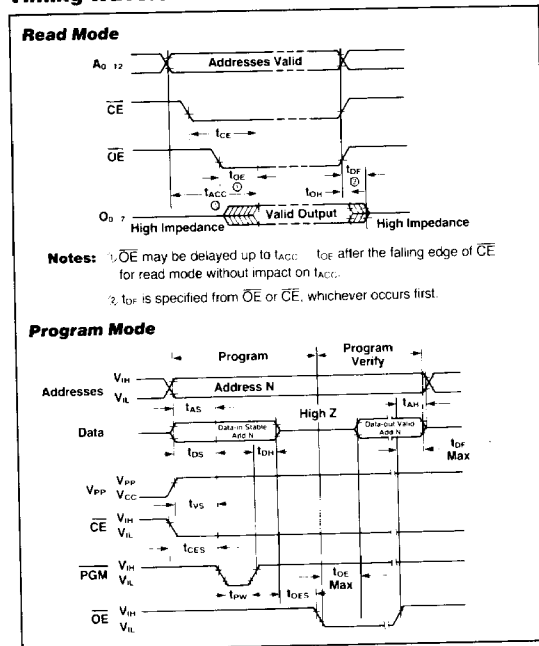 Read Mode
A0 12 Addresses Valid
CE
tCE
OE
tOE tDF
① ②
tACC tOH
①
O0 7 Valid Output
High Impedance High Impedance
Notes: ① OE may be delayed up to tACC tOE after the falling edge of CE
for read mode without impact on tACC.
② tDF is specified from OE or CE, whichever occurs first.
Program Mode
Program Program
Verify
Addresses VIH Address N
VIL
tAS High Z tAH
Data Data-in Stable Data-out Valid
Add N Add N
tDS tDH tDF
Max
VPP VPP
VCC
tVS
CE VIH
VIL
tCES
PGM VIH
VIL
tOE
tPW tOES Max
OE VIH
VIL